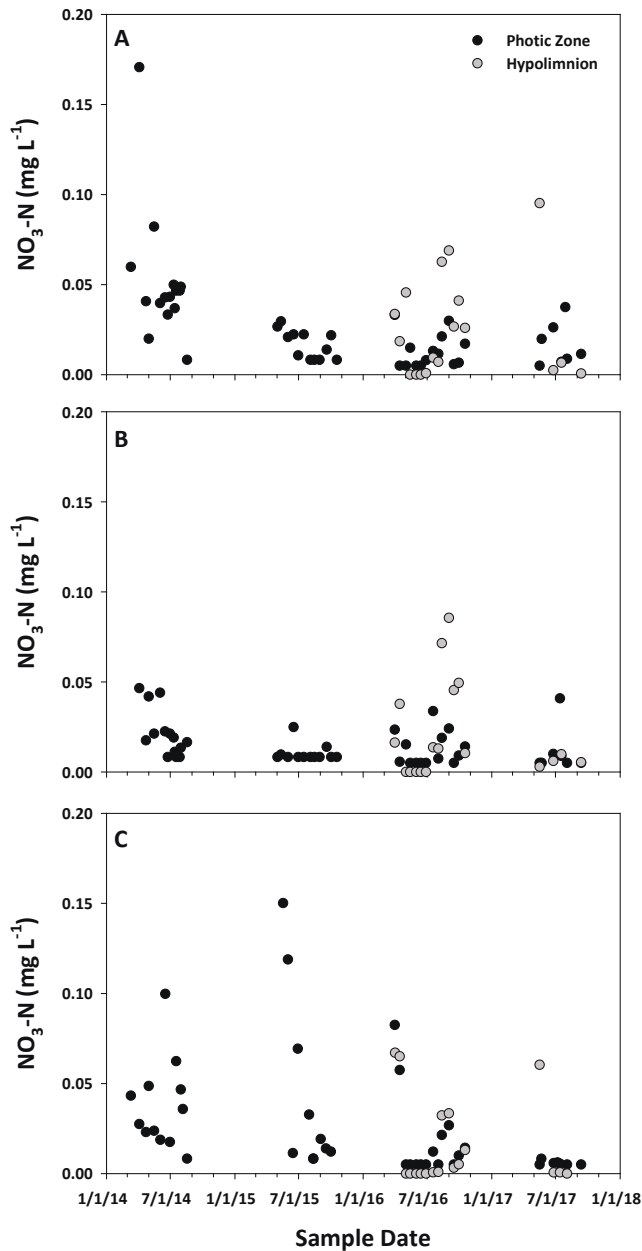 A
Photic Zone
Hypolimnion
NO₃-N (mg L⁻¹)
0.20
0.15
0.10
0.05
0.00
B
NO₃-N (mg L⁻¹)
0.20
0.15
0.10
0.05
0.00
C
NO₃-N (mg L⁻¹)
0.20
0.15
0.10
0.05
0.00
1/1/14 7/1/14 1/1/15 7/1/15 1/1/16 7/1/16 1/1/17 7/1/17 1/1/18
Sample Date